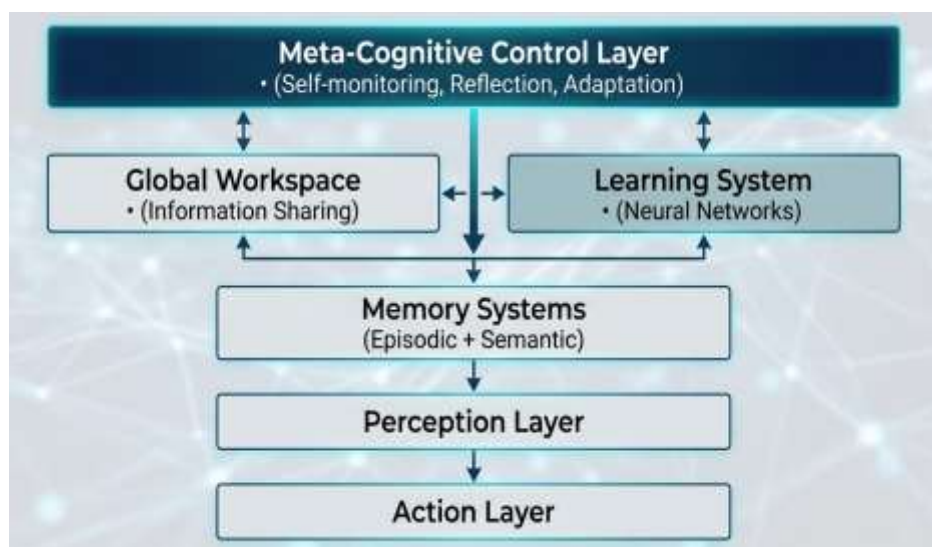 Meta-Cognitive Control Layer
• (Self-monitoring, Reflection, Adaptation)
Global Workspace
• (Information Sharing)
Learning System
• (Neural Networks)
Memory Systems
(Episodic + Semantic)
Perception Layer
Action Layer